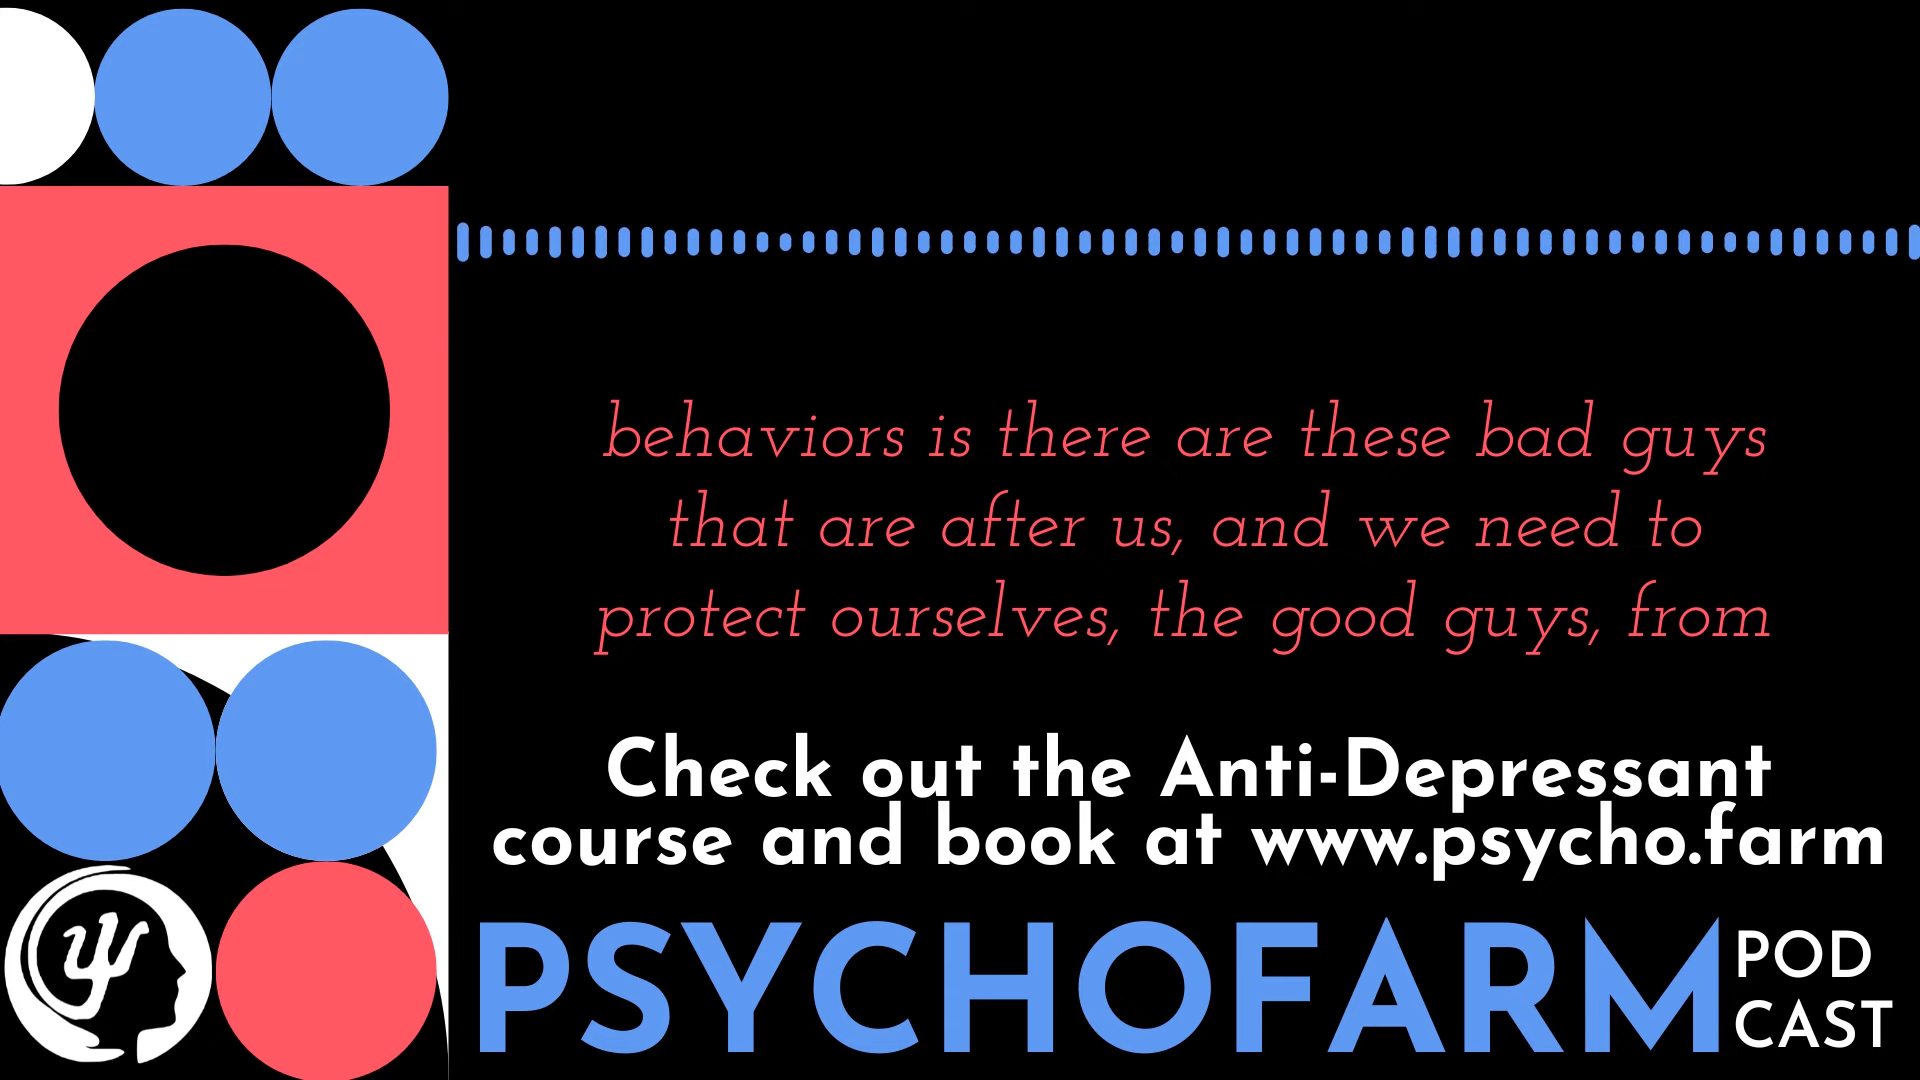 behaviors is there are these bad guys
that are after us, and we need to
protect ourselves, the good guys, from
Check out the Anti-Depressant
course and book at www.psycho.farm
PSYCHOFARM
POD
CAST
ψ